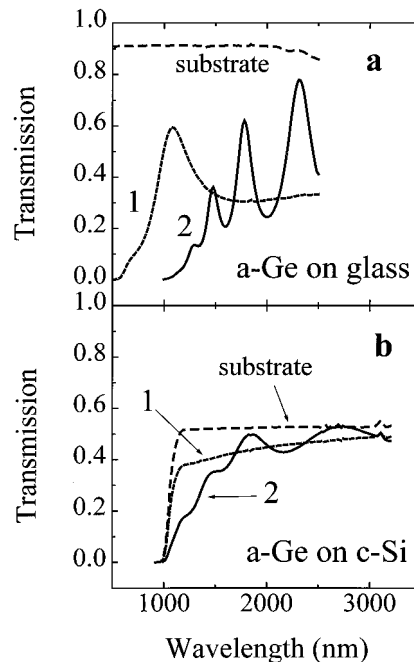 1.0
0.8
0.6
0.4
0.2
0.0
Transmission
substrate
a
1
2
a-Ge on glass
1.0
0.8
0.6
0.4
0.2
0.0
Transmission
substrate
b
1
2
a-Ge on c-Si
1000 2000 3000
Wavelength (nm)